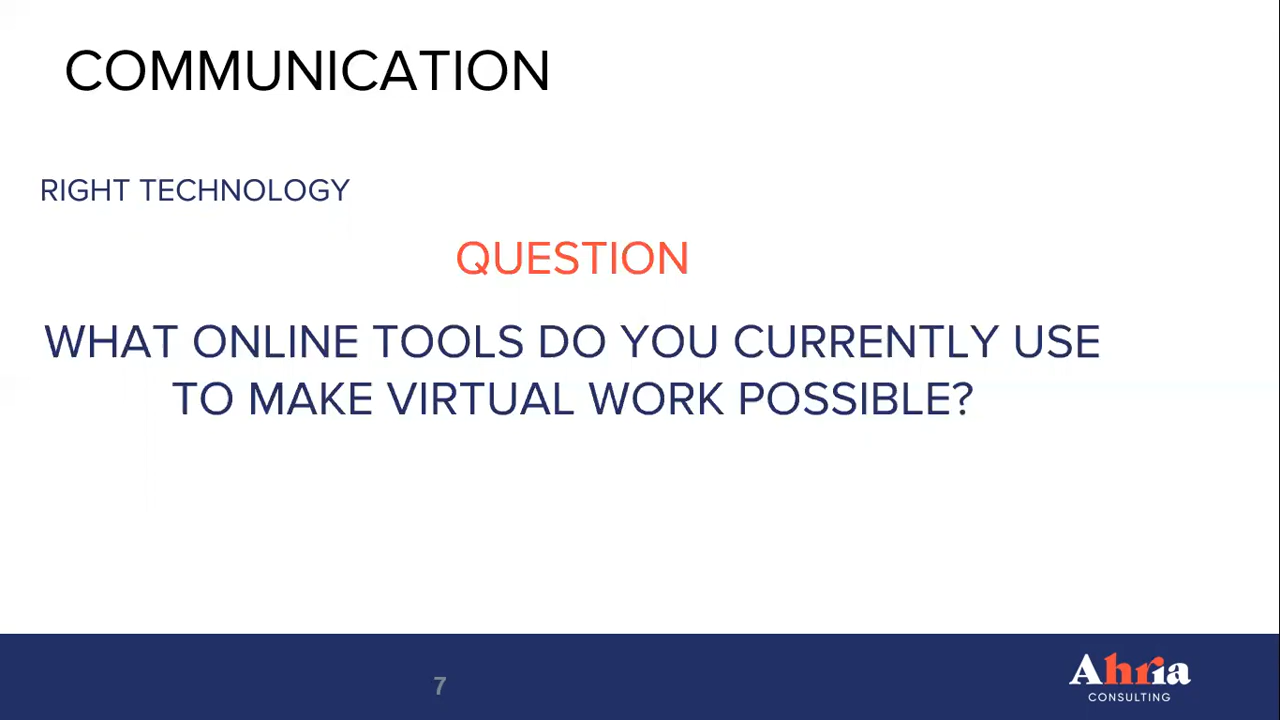 COMMUNICATION
RIGHT TECHNOLOGY
QUESTION
WHAT ONLINE TOOLS DO YOU CURRENTLY USE
TO MAKE VIRTUAL WORK POSSIBLE?
7
Ahria
CONSULTING